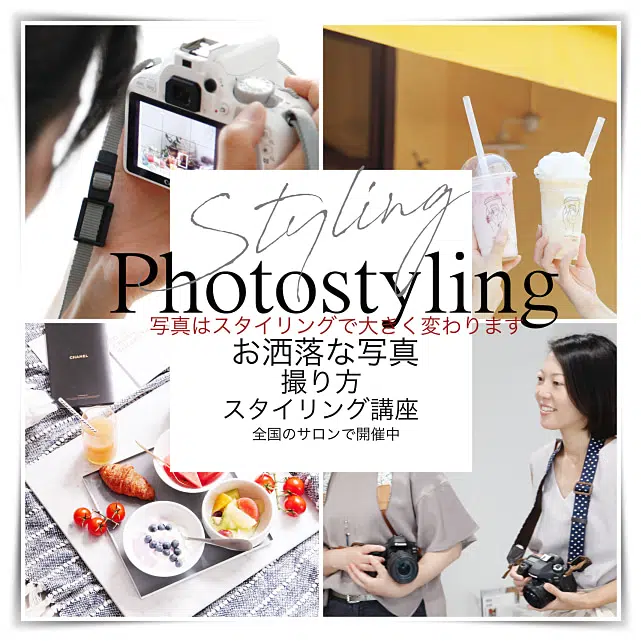 Styling
Photostyling
写真はスタイリングで大きく変わります
お洒落な写真
撮り方
スタイリング講座
全国のサロンで開催中
CHANEL